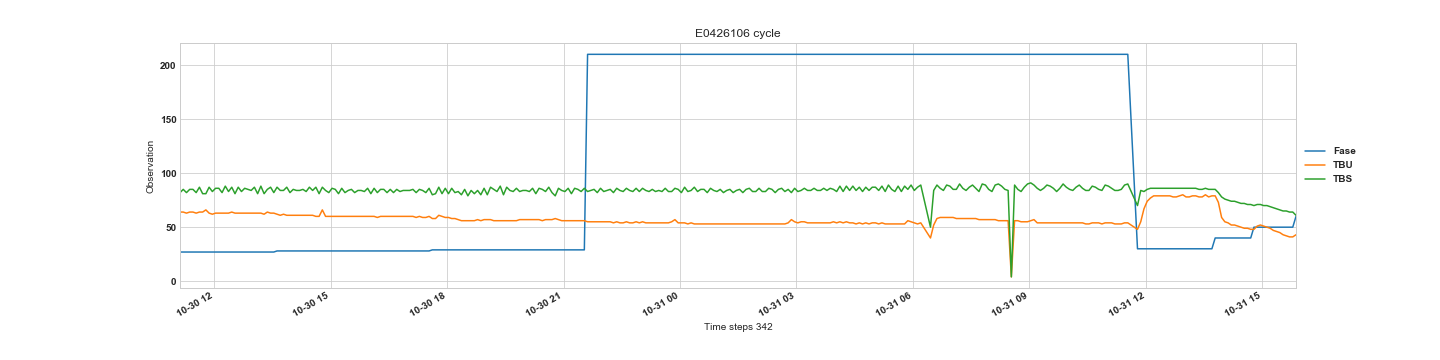 E0426106 cycle
200
150
100
50
0
Observation
10-30 12
10-30 15
10-30 18
10-30 21
10-31 00
10-31 03
10-31 06
10-31 09
10-31 12
10-31 15
Time steps 342
Fase
TBU
TBS